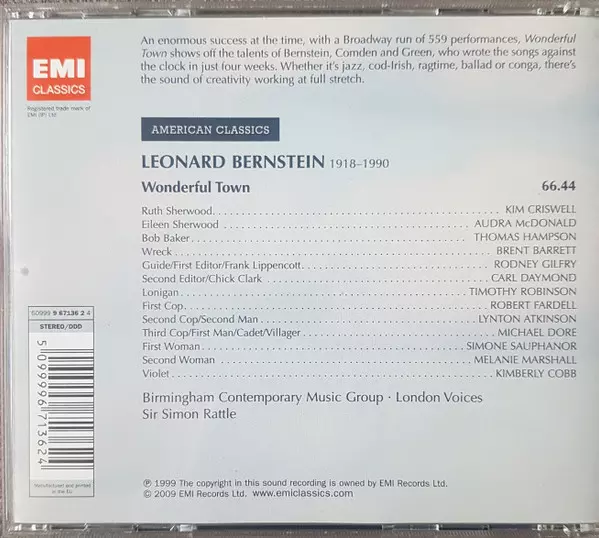 An enormous success at the time, with a Broadway run of 559 performances, Wonderful
Town shows off the talents of Bernstein, Comden and Green, who wrote the songs against
the clock in just four weeks. Whether it's jazz, cod-Irish, ragtime, ballad or conga, there's
the sound of creativity working at full stretch.
EMI
CLASSICS
Registered trade mark of
EMI (IP) Ltd
AMERICAN CLASSICS
LEONARD BERNSTEIN 1918–1990
Wonderful Town 66.44
Ruth Sherwood KIM CRISWELL
Eileen Sherwood AUDRA McDONALD
Bob Baker THOMAS HAMPSON
Wreck BRENT BARRETT
Guide/First Editor/Frank Lippencott RODNEY GILFRY
Second Editor/Chick Clark CARL DAYMOND
Lonigan TIMOTHY ROBINSON
First Cop ROBERT FARDELL
Second Cop/Second Man LYNTON ATKINSON
Third Cop/First Man/Cadet/Villager MICHAEL DORE
First Woman SIMONE SAUPHANOR
Second Woman MELANIE MARSHALL
Violet KIMBERLY COBB
Birmingham Contemporary Music Group · London Voices
Sir Simon Rattle
50999 9 67136 2 4
STEREO/DDD
5 099996 713624
Manufactured and printed
in the EU
℗ 1999 The copyright in this sound recording is owned by EMI Records Ltd.
© 2009 EMI Records Ltd. www.emiclassics.com